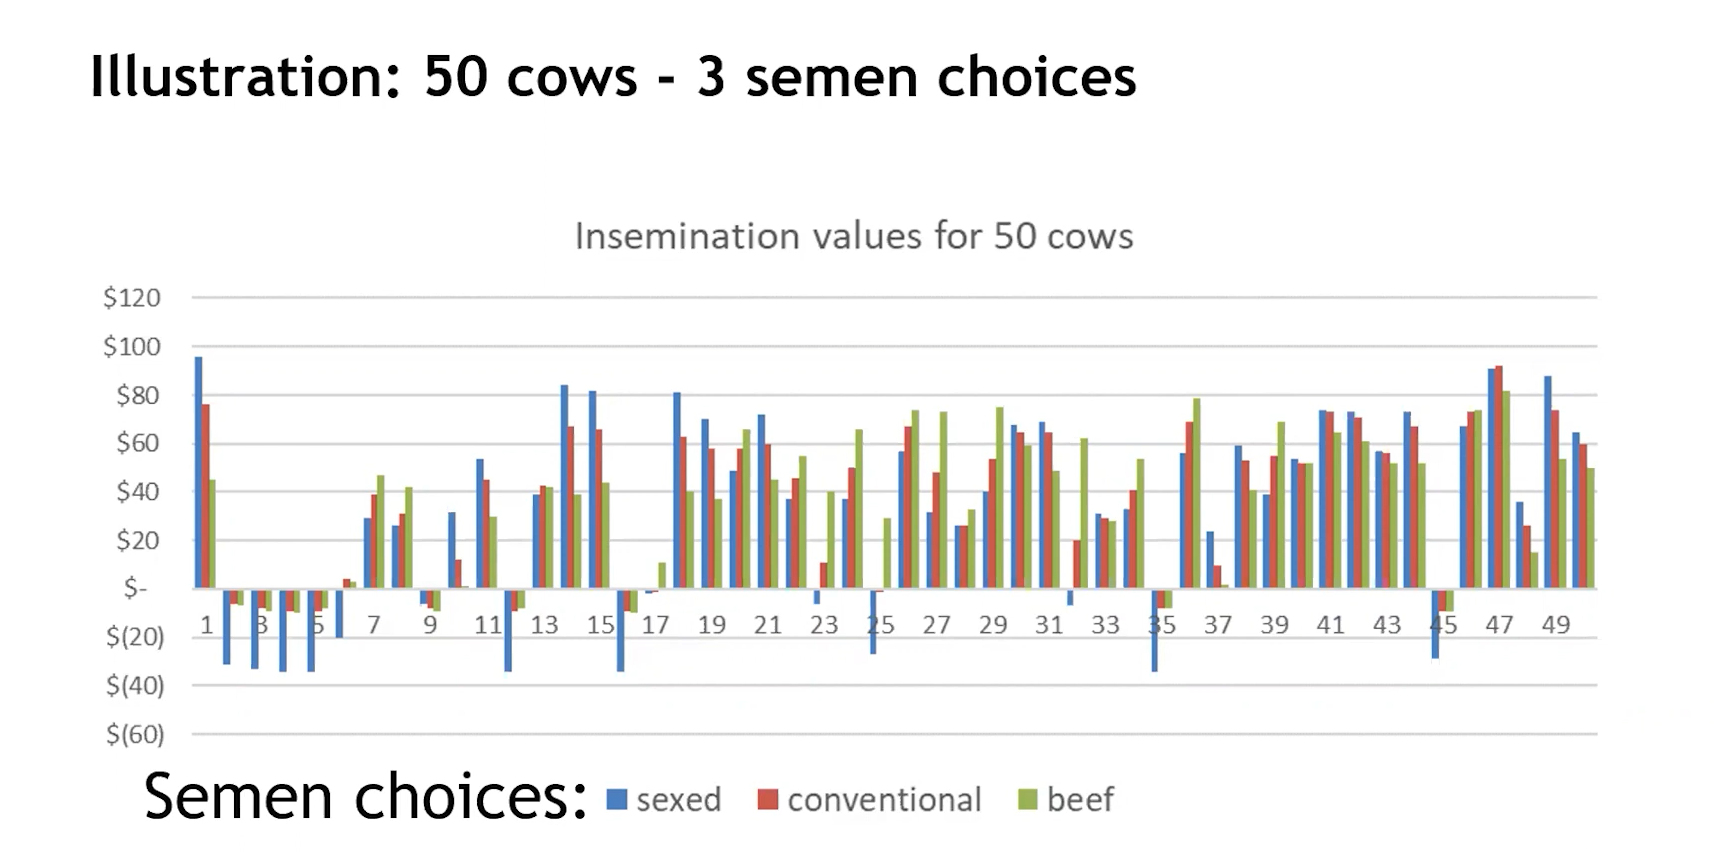 Illustration: 50 cows - 3 semen choices
Insemination values for 50 cows
$120
$100
$80
$60
$40
$20
$-
$(20)
$(40)
$(60)
1 3 5 7 9 11 13 15 17 19 21 23 25 27 29 31 33 35 37 39 41 43 45 47 49
Semen choices: sexed conventional beef